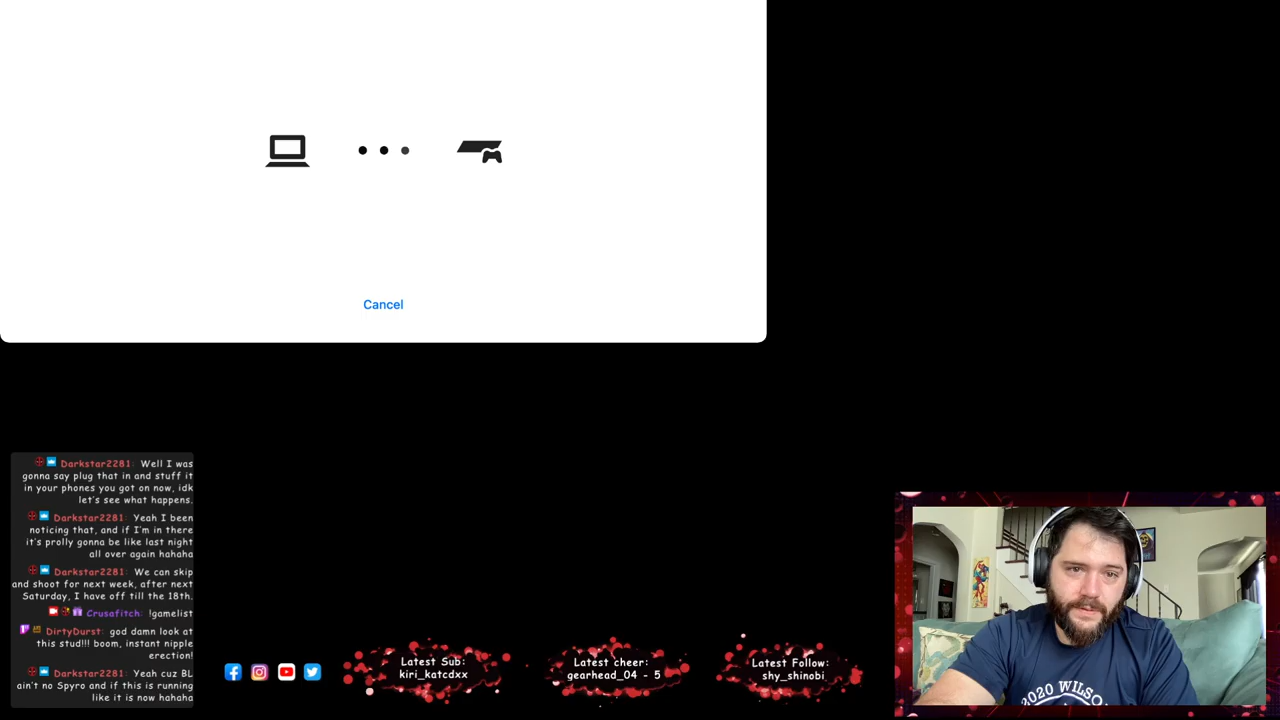 Cancel
Darkstar2281: Well I was
gonna say plug that in and stuff it
in your phones you got on now, idk
let's see what happens.
Darkstar2281: Yeah I been
noticing that, and if I'm in there
it's prolly gonna be like last night
all over again hahaha
Darkstar2281: We can skip
and shoot for next week, after next
Saturday, I have off till the 18th.
Crusafitch: !gamelist
DirtyDurst: god damn look at
this stud!!! boom, instant nipple
erection!
Darkstar2281: Yeah cuz BL
ain't no Spyro and if this is running
like it is now hahaha
Latest Sub:
kiri_katcdxx
Latest cheer:
gearhead_04 - 5
Latest Follow:
shy_shinobi
2020 WILSO